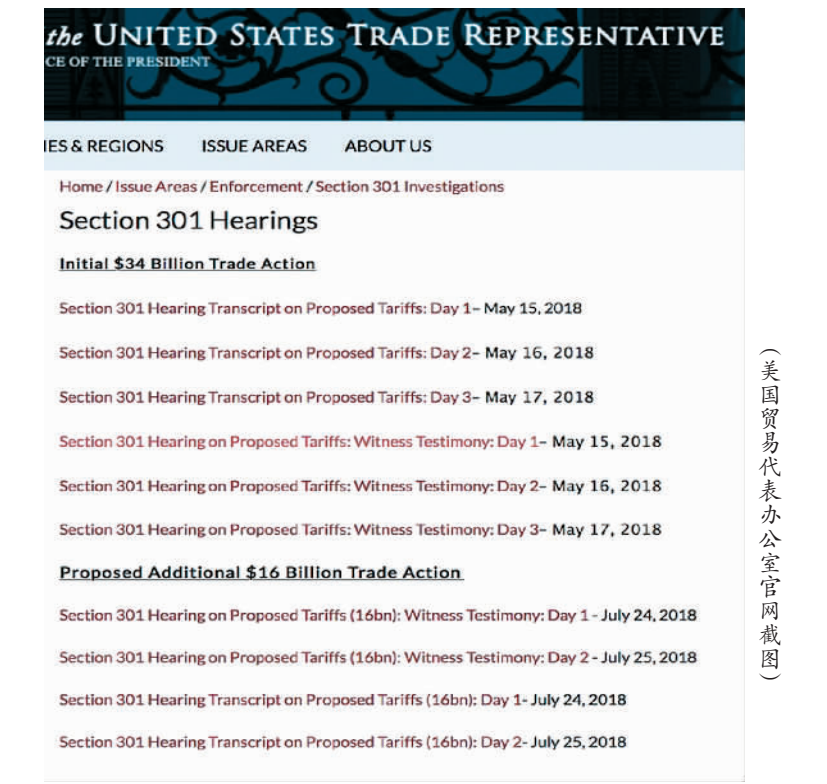 the UNITED STATES TRADE REPRESENTATIVE
CE OF THE PRESIDENT
IES & REGIONS ISSUE AREAS ABOUT US
Home / Issue Areas / Enforcement / Section 301 Investigations
Section 301 Hearings
Initial $34 Billion Trade Action
Section 301 Hearing Transcript on Proposed Tariffs: Day 1– May 15, 2018
Section 301 Hearing Transcript on Proposed Tariffs: Day 2– May 16, 2018
Section 301 Hearing Transcript on Proposed Tariffs: Day 3– May 17, 2018
Section 301 Hearing on Proposed Tariffs: Witness Testimony: Day 1– May 15, 2018
Section 301 Hearing on Proposed Tariffs: Witness Testimony: Day 2– May 16, 2018
Section 301 Hearing on Proposed Tariffs: Witness Testimony: Day 3– May 17, 2018
Proposed Additional $16 Billion Trade Action
Section 301 Hearing on Proposed Tariffs (16bn): Witness Testimony: Day 1 - July 24, 2018
Section 301 Hearing on Proposed Tariffs (16bn): Witness Testimony: Day 2 - July 25, 2018
Section 301 Hearing Transcript on Proposed Tariffs (16bn): Day 1- July 24, 2018
Section 301 Hearing Transcript on Proposed Tariffs (16bn): Day 2- July 25, 2018
（美国贸易代表办公室官网截图）